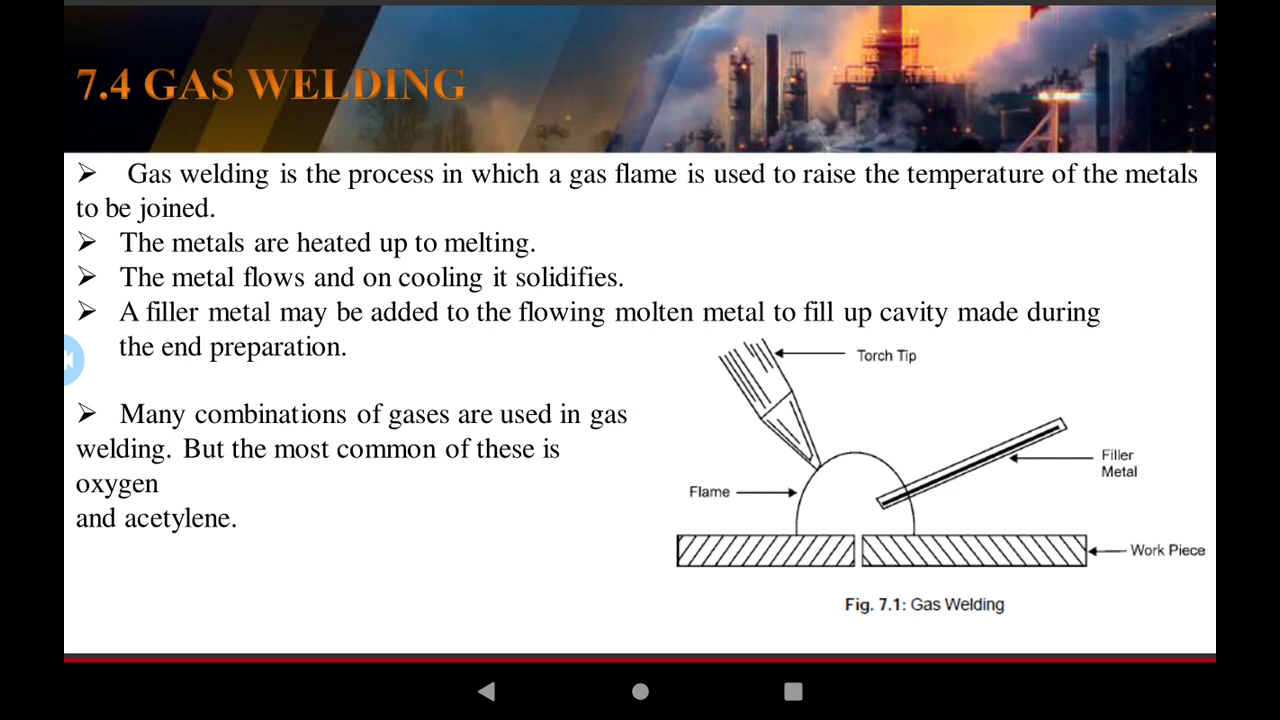 7.4 GAS WELDING
➢ Gas welding is the process in which a gas flame is used to raise the temperature of the metals
to be joined.
➢ The metals are heated up to melting.
➢ The metal flows and on cooling it solidifies.
➢ A filler metal may be added to the flowing molten metal to fill up cavity made during
the end preparation.
➢ Many combinations of gases are used in gas
welding. But the most common of these is
oxygen
and acetylene.
Torch Tip
Filler
Metal
Flame
Work Piece
Fig. 7.1: Gas Welding